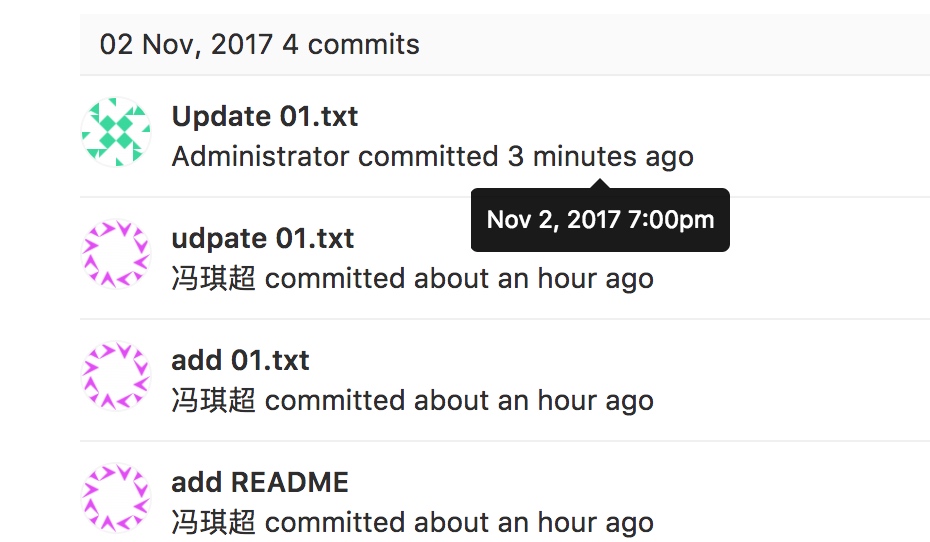 02 Nov, 2017 4 commits
Update 01.txt
Administrator committed 3 minutes ago
Nov 2, 2017 7:00pm
udpate 01.txt
冯琪超 committed about an hour ago
add 01.txt
冯琪超 committed about an hour ago
add README
冯琪超 committed about an hour ago